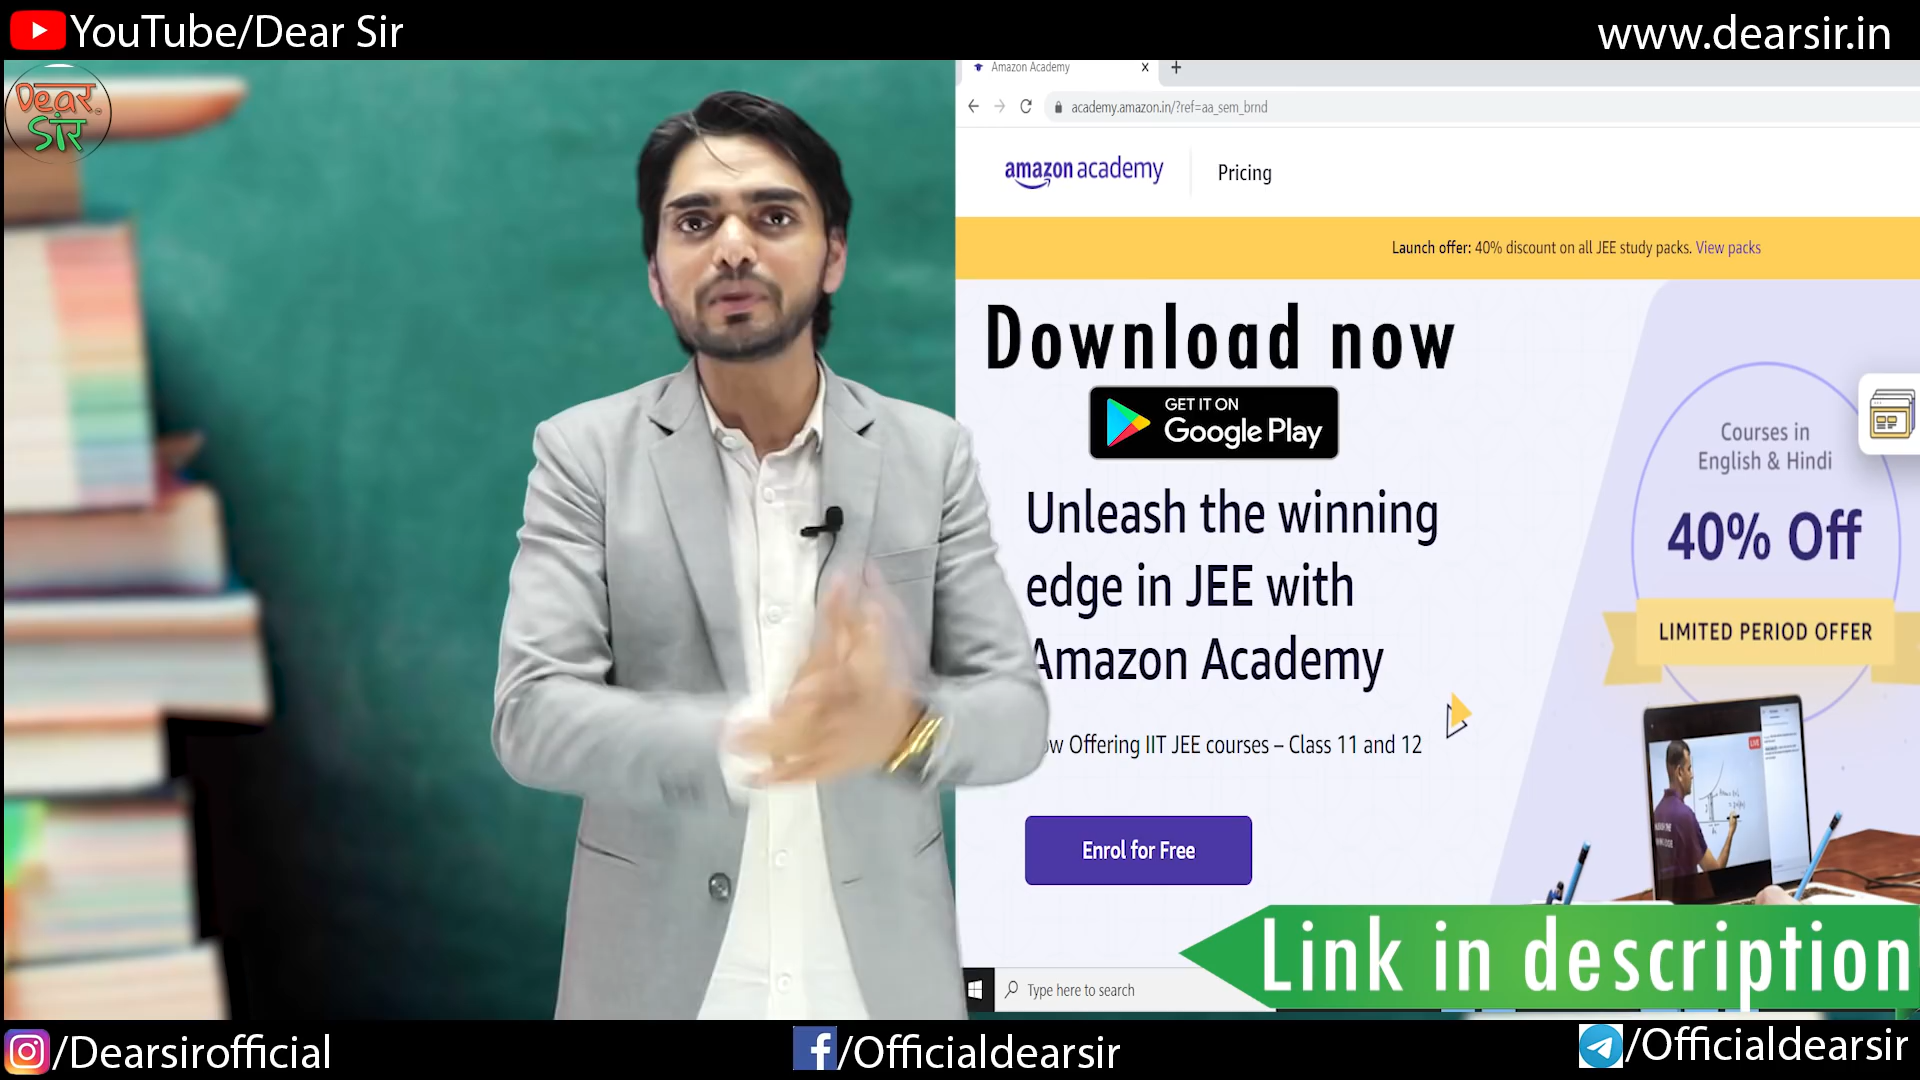 YouTube/Dear Sir
www.dearsir.in
Dear
Sir
Amazon Academy
academy.amazon.in/?ref=aa_sem_brnd
amazon academy
Pricing
Launch offer: 40% discount on all JEE study packs. View packs
Download now
GET IT ON
Google Play
Courses in
English & Hindi
40% Off
LIMITED PERIOD OFFER
Unleash the winning
edge in JEE with
Amazon Academy
Offering IIT JEE courses – Class 11 and 12
Enrol for Free
Link in description
Type here to search
/Dearsirofficial
/Officialdearsir
/Officialdearsir